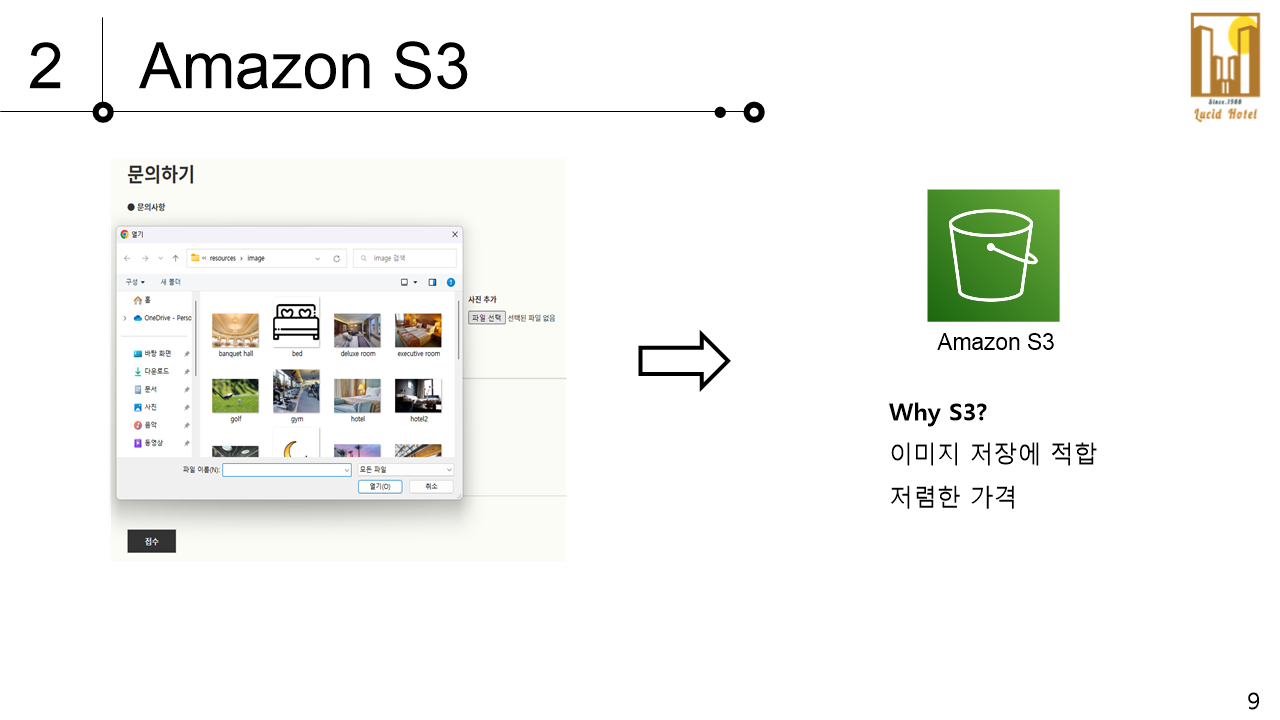 2
Amazon S3
Since.1988
Lucid Hotel
문의하기
● 문의사항
열기
« resources › image
image 검색
구성
새 폴더
홈
OneDrive - Perso
바탕 화면
다운로드
문서
사진
음악
동영상
banquet hall
bed
deluxe room
executive room
golf
gym
hotel
hotel2
파일 이름(N):
모든 파일
열기(O)
취소
사진 추가
파일 선택 선택된 파일 없음
접수
Amazon S3
Why S3?
이미지 저장에 적합
저렴한 가격
9